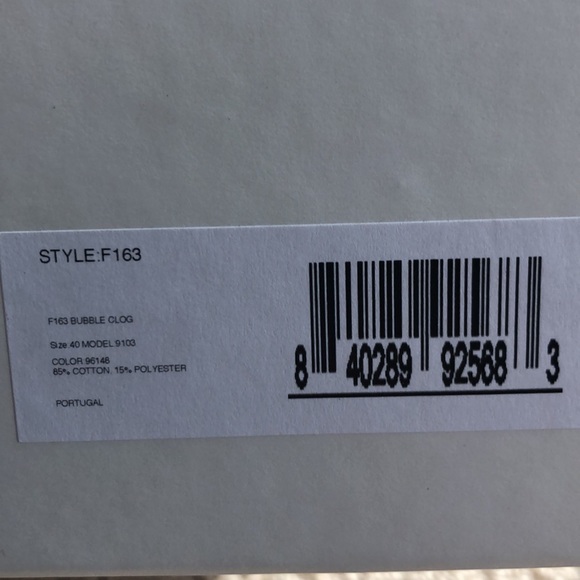 STYLE:F163
F163 BUBBLE CLOG
Size 40 MODEL 9103
COLOR 96148
85% COTTON, 15% POLYESTER
PORTUGAL
8 40289 92568 3